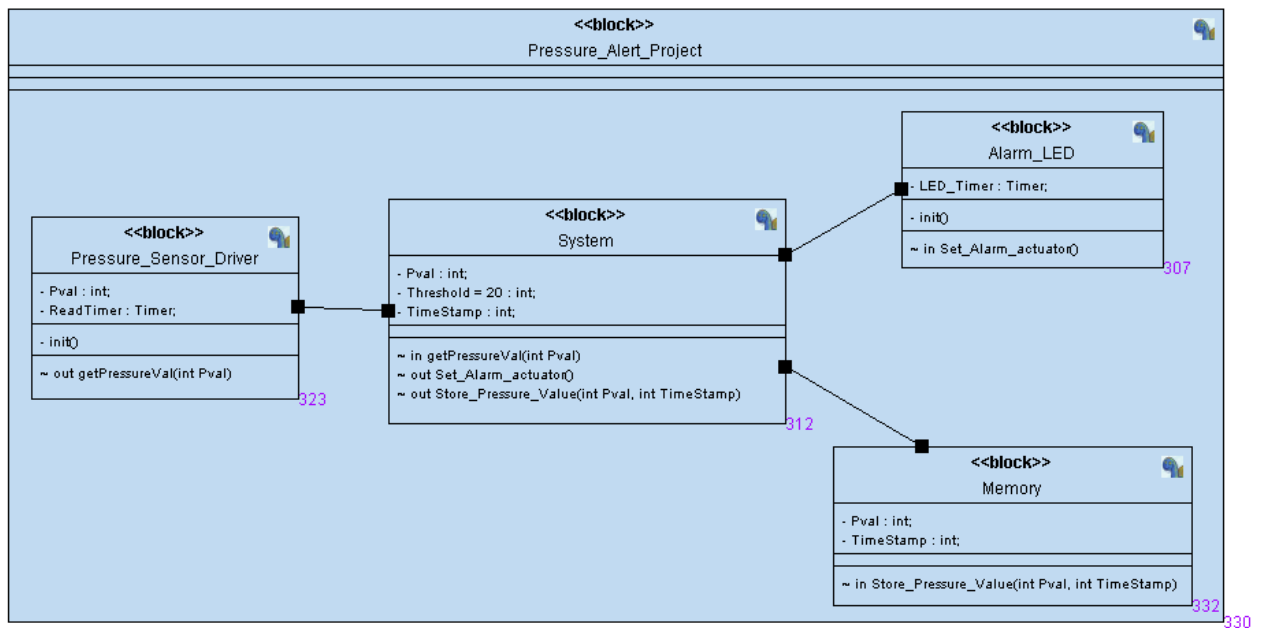 <<block>>
Pressure_Alert_Project
<<block>>
Pressure_Sensor_Driver
- Pval : int;
- ReadTimer : Timer;
- init()
~ out getPressureVal(int Pval)
323
<<block>>
System
- Pval : int;
- Threshold = 20 : int;
- TimeStamp : int;
~ in getPressureVal(int Pval)
~ out Set_Alarm_actuator()
~ out Store_Pressure_Value(int Pval, int TimeStamp)
312
<<block>>
Alarm_LED
- LED_Timer : Timer;
- init()
~ in Set_Alarm_actuator()
307
<<block>>
Memory
- Pval : int;
- TimeStamp : int;
~ in Store_Pressure_Value(int Pval, int TimeStamp)
332
330